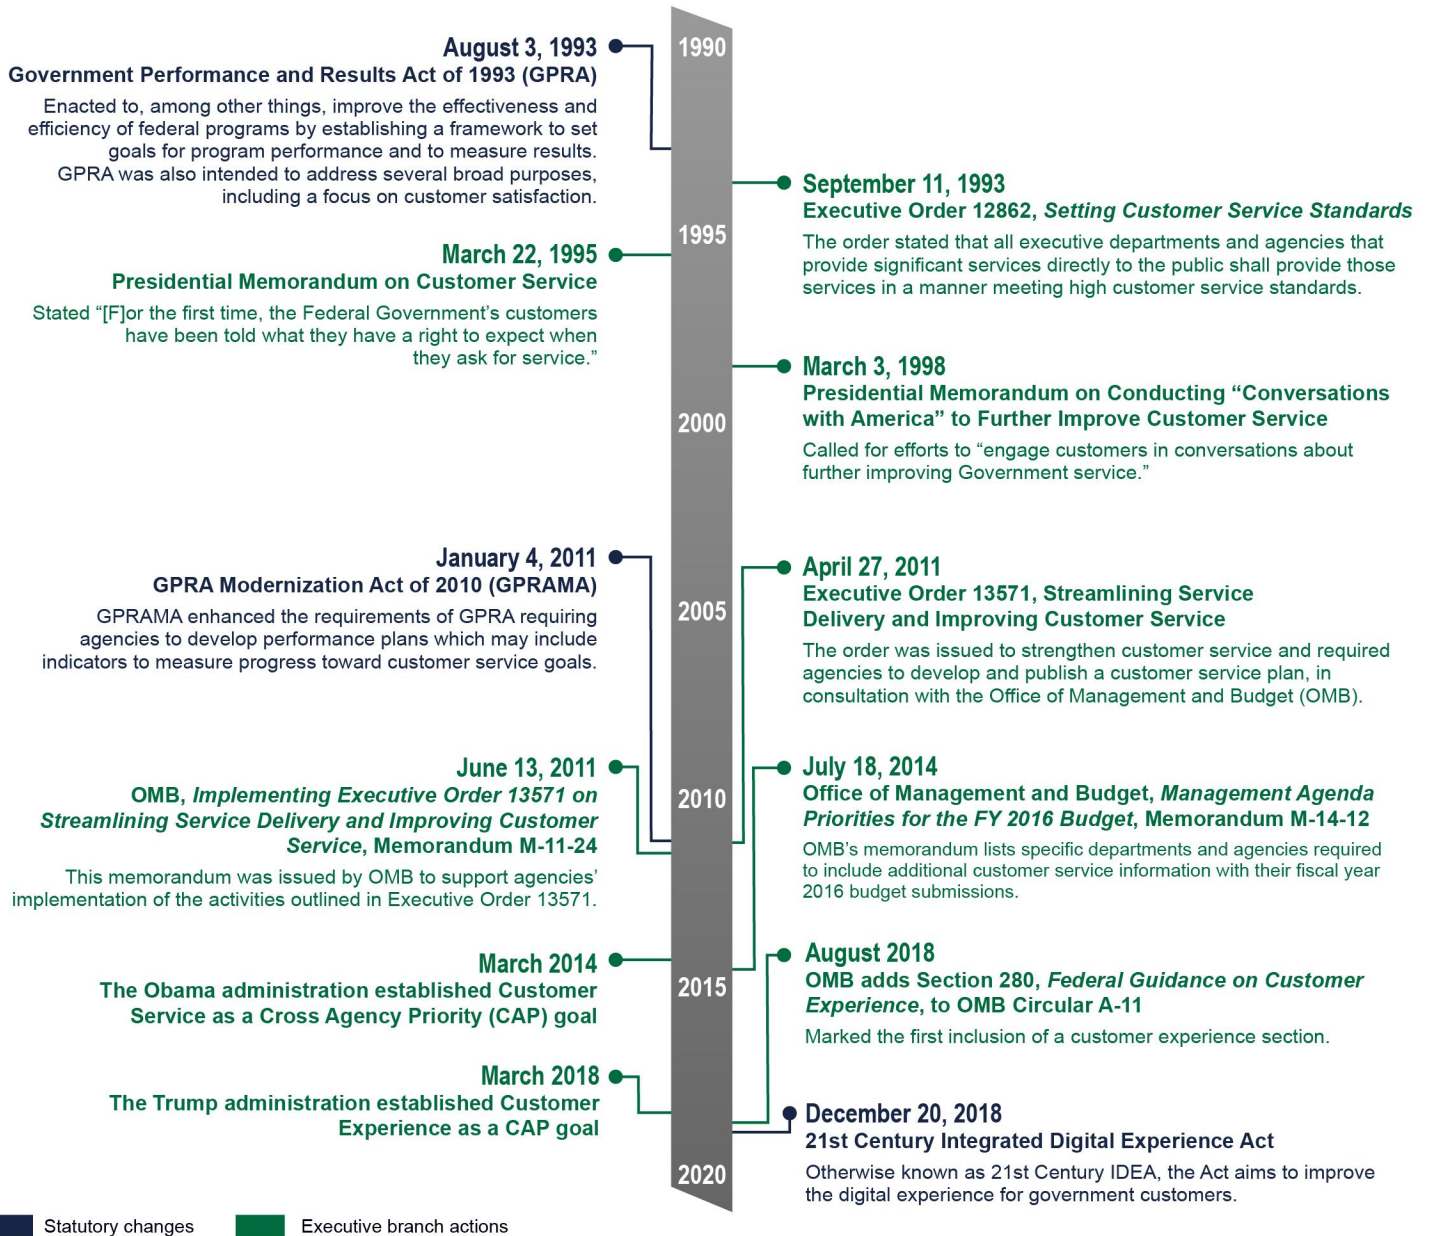 1990
August 3, 1993
Government Performance and Results Act of 1993 (GPRA)
Enacted to, among other things, improve the effectiveness and
efficiency of federal programs by establishing a framework to set
goals for program performance and to measure results.
GPRA was also intended to address several broad purposes,
including a focus on customer satisfaction.
September 11, 1993
Executive Order 12862, Setting Customer Service Standards
The order stated that all executive departments and agencies that
provide significant services directly to the public shall provide those
services in a manner meeting high customer service standards.
1995
March 22, 1995
Presidential Memorandum on Customer Service
Stated “[F]or the first time, the Federal Government’s customers
have been told what they have a right to expect when
they ask for service.”
March 3, 1998
Presidential Memorandum on Conducting “Conversations
with America” to Further Improve Customer Service
Called for efforts to “engage customers in conversations about
further improving Government service.”
2000
January 4, 2011
GPRA Modernization Act of 2010 (GPRAMA)
GPRAMA enhanced the requirements of GPRA requiring
agencies to develop performance plans which may include
indicators to measure progress toward customer service goals.
2005
April 27, 2011
Executive Order 13571, Streamlining Service
Delivery and Improving Customer Service
The order was issued to strengthen customer service and required
agencies to develop and publish a customer service plan, in
consultation with the Office of Management and Budget (OMB).
June 13, 2011
OMB, Implementing Executive Order 13571 on
Streamlining Service Delivery and Improving Customer
Service, Memorandum M-11-24
This memorandum was issued by OMB to support agencies’
implementation of the activities outlined in Executive Order 13571.
2010
July 18, 2014
Office of Management and Budget, Management Agenda
Priorities for the FY 2016 Budget, Memorandum M-14-12
OMB’s memorandum lists specific departments and agencies required
to include additional customer service information with their fiscal year
2016 budget submissions.
March 2014
The Obama administration established Customer
Service as a Cross Agency Priority (CAP) goal
2015
August 2018
OMB adds Section 280, Federal Guidance on Customer
Experience, to OMB Circular A-11
Marked the first inclusion of a customer experience section.
March 2018
The Trump administration established Customer
Experience as a CAP goal
December 20, 2018
21st Century Integrated Digital Experience Act
Otherwise known as 21st Century IDEA, the Act aims to improve
the digital experience for government customers.
2020
Statutory changes
Executive branch actions